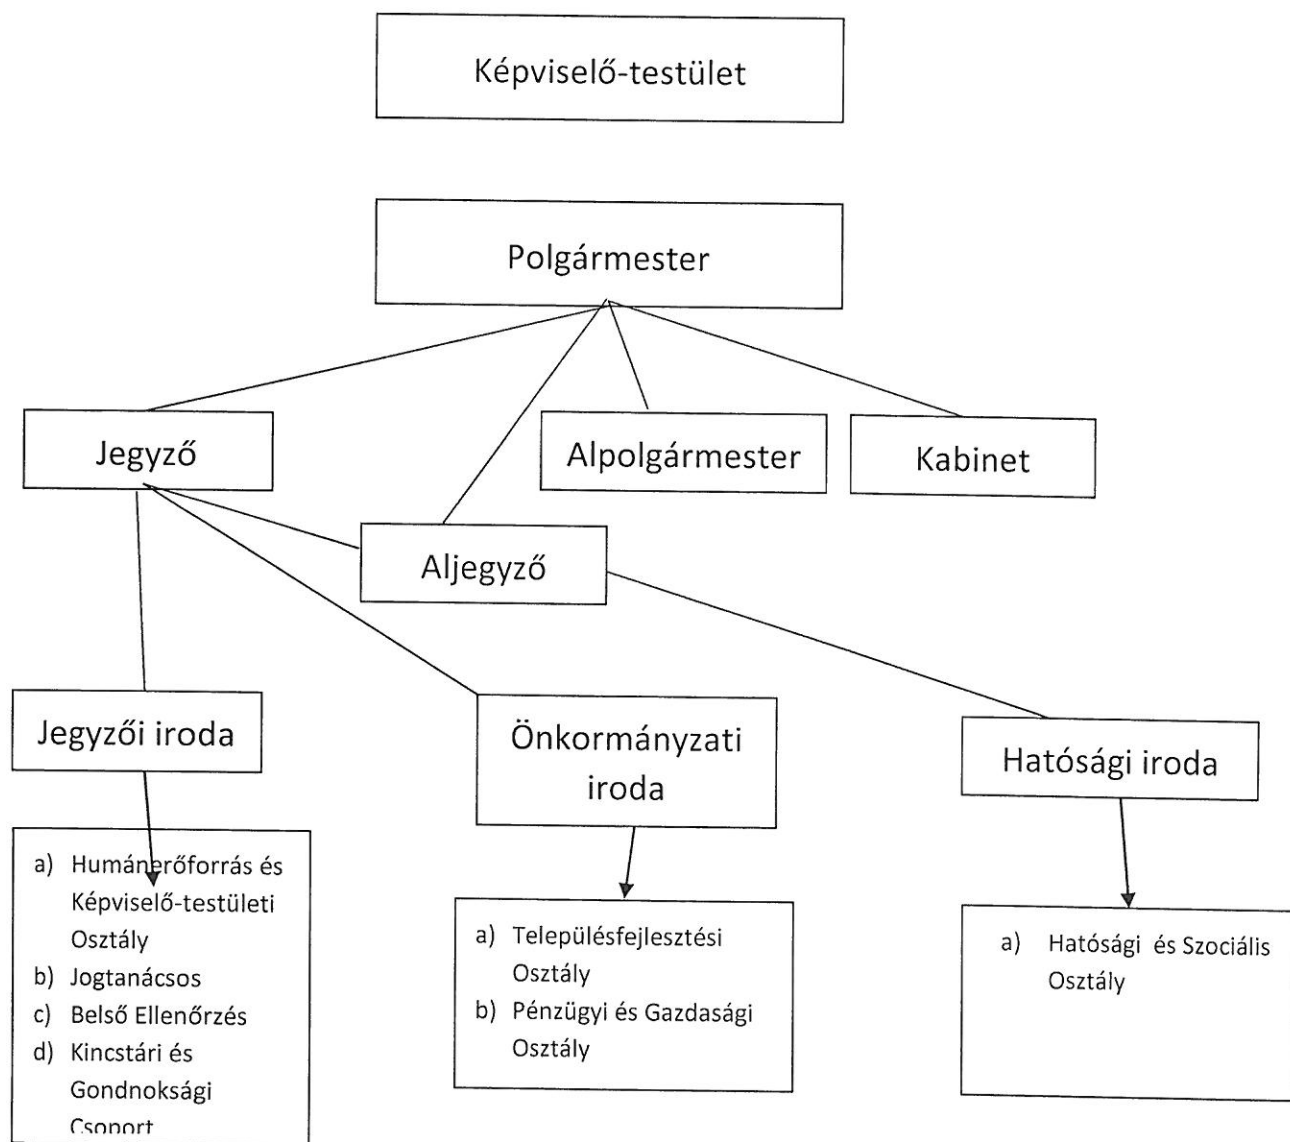 Képviselő-testület
Polgármester
Jegyző
Alpolgármester
Kabinet
Aljegyző
Jegyzői iroda
Önkormányzati
iroda
Hatósági iroda
a) Humánerőforrás és
Képviselő-testületi
Osztály
b) Jogtanácsos
c) Belső Ellenőrzés
d) Kincstári és
Gondnoksági
Csoport
a) Településfejlesztési
Osztály
b) Pénzügyi és Gazdasági
Osztály
a) Hatósági és Szociális
Osztály